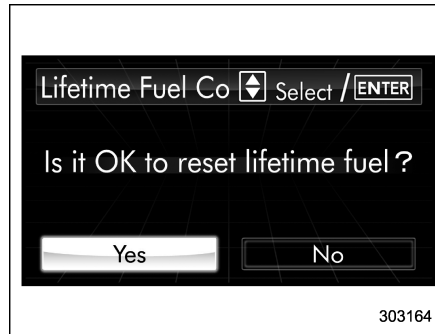 Lifetime Fuel Co Select / ENTER
Is it OK to reset lifetime fuel?
Yes No
303164